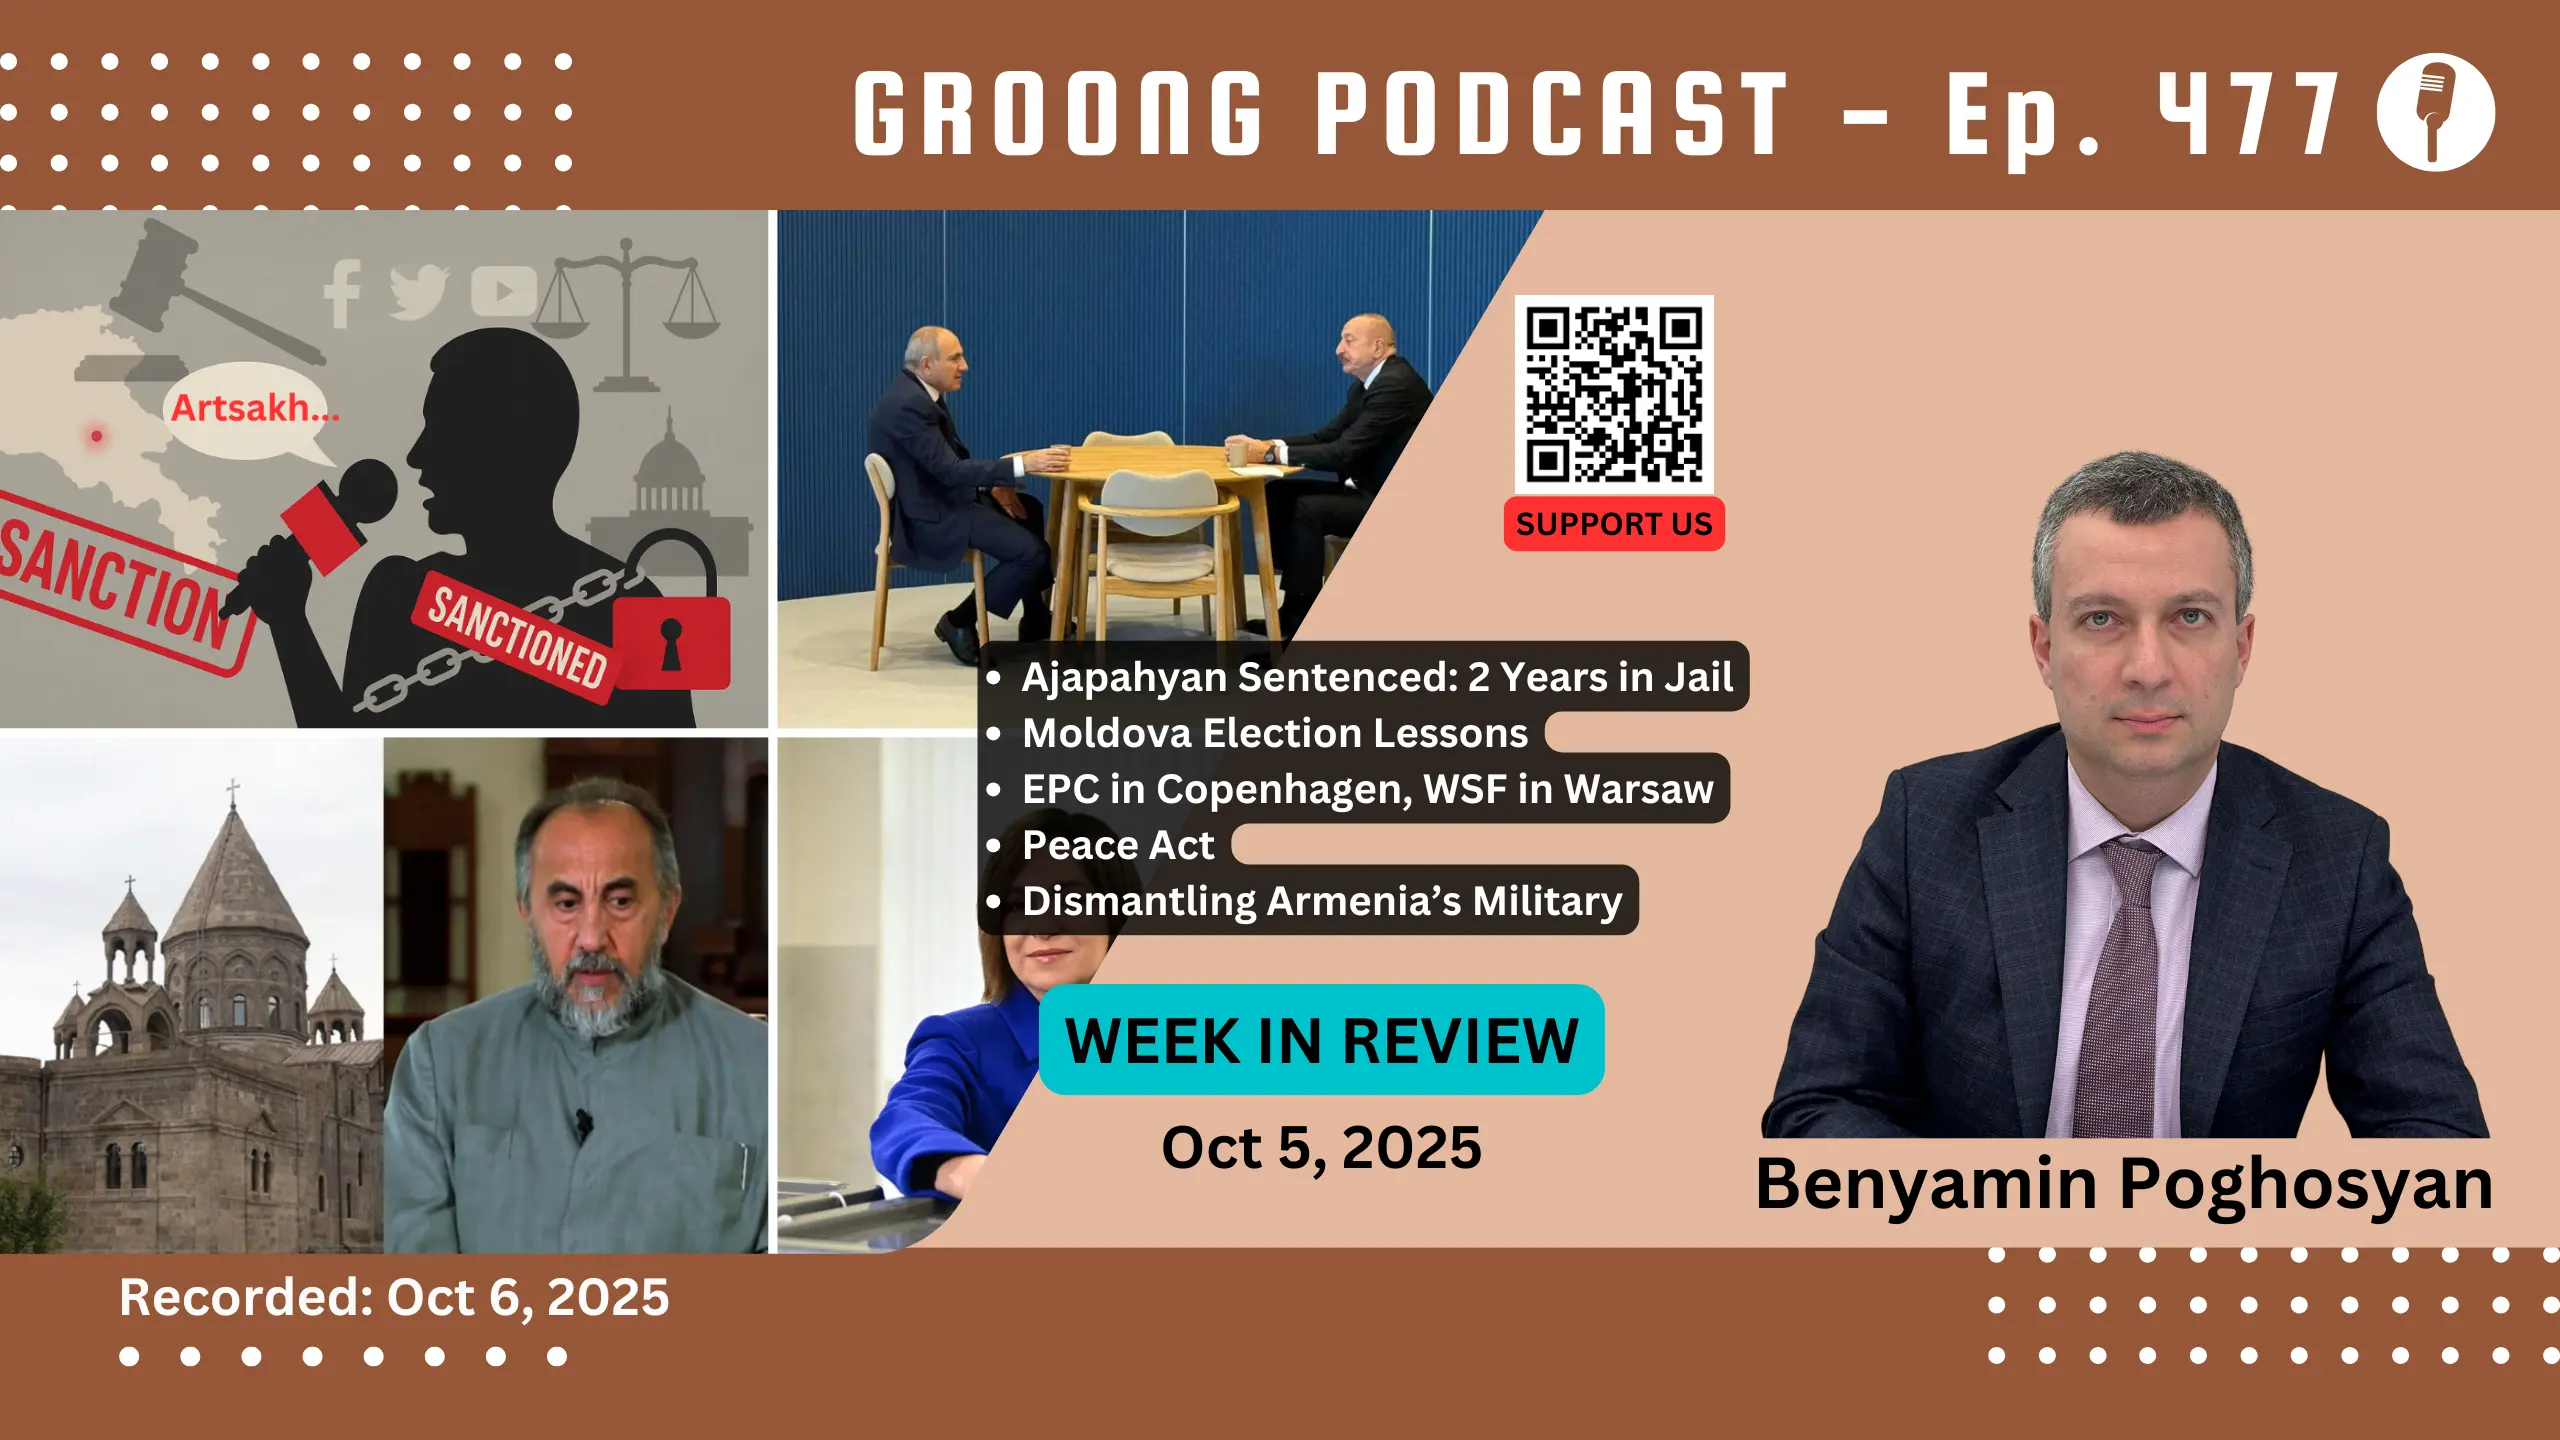 GROONG PODCAST – Ep. 477
Artsakh...
SANCTION
SANCTIONED
SUPPORT US
• Ajapahyan Sentenced: 2 Years in Jail
• Moldova Election Lessons
• EPC in Copenhagen, WSF in Warsaw
• Peace Act
• Dismantling Armenia’s Military
WEEK IN REVIEW
Oct 5, 2025
Benyamin Poghosyan
Recorded: Oct 6, 2025